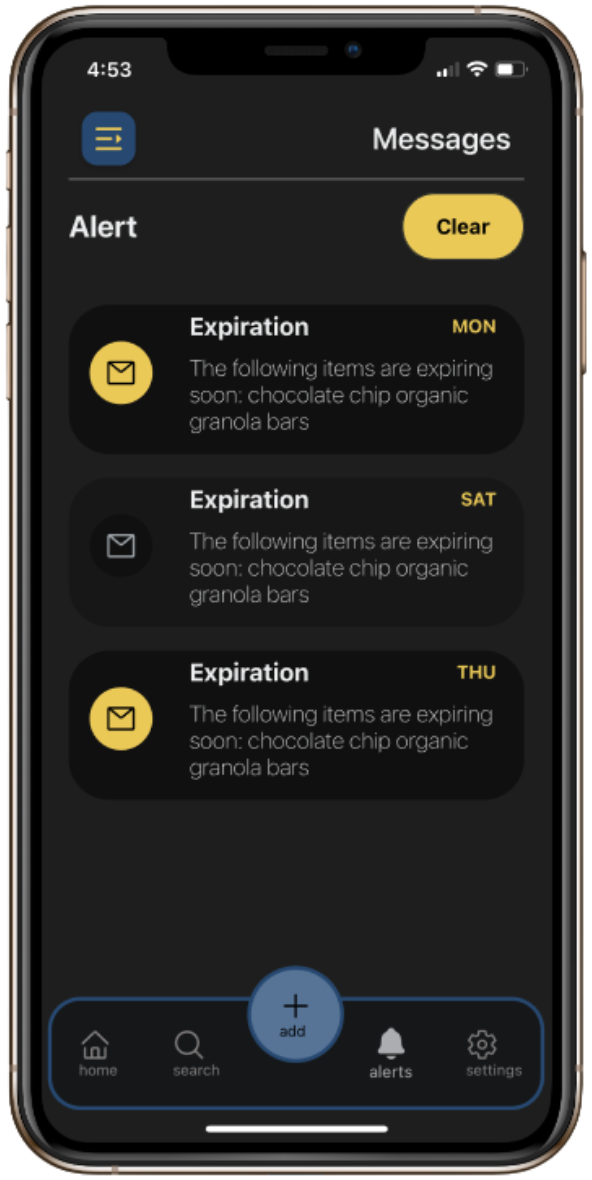 4:53
Messages
Alert
Clear
Expiration
MON
The following items are expiring
soon: chocolate chip organic
granola bars
Expiration
SAT
The following items are expiring
soon: chocolate chip organic
granola bars
Expiration
THU
The following items are expiring
soon: chocolate chip organic
granola bars
home
search
add
alerts
settings